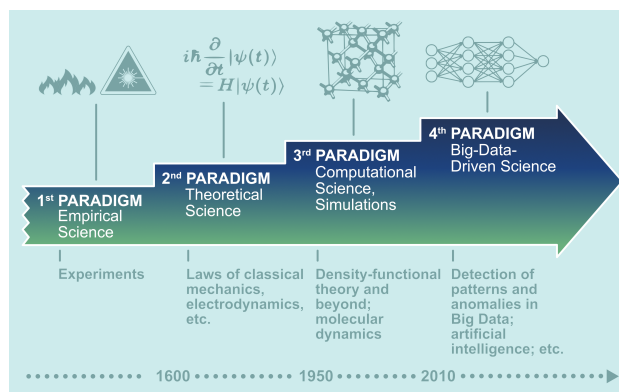 iℏ ∂/∂t |ψ(t)⟩
= H|ψ(t)⟩
1st PARADIGM
Empirical
Science
2nd PARADIGM
Theoretical
Science
3rd PARADIGM
Computational
Science,
Simulations
4th PARADIGM
Big-Data-
Driven Science
Experiments
Laws of classical
mechanics,
electrodynamics,
etc.
Density-functional
theory and
beyond;
molecular
dynamics
Detection of
patterns and
anomalies in
Big Data;
artificial
intelligence; etc.
1600
1950
2010